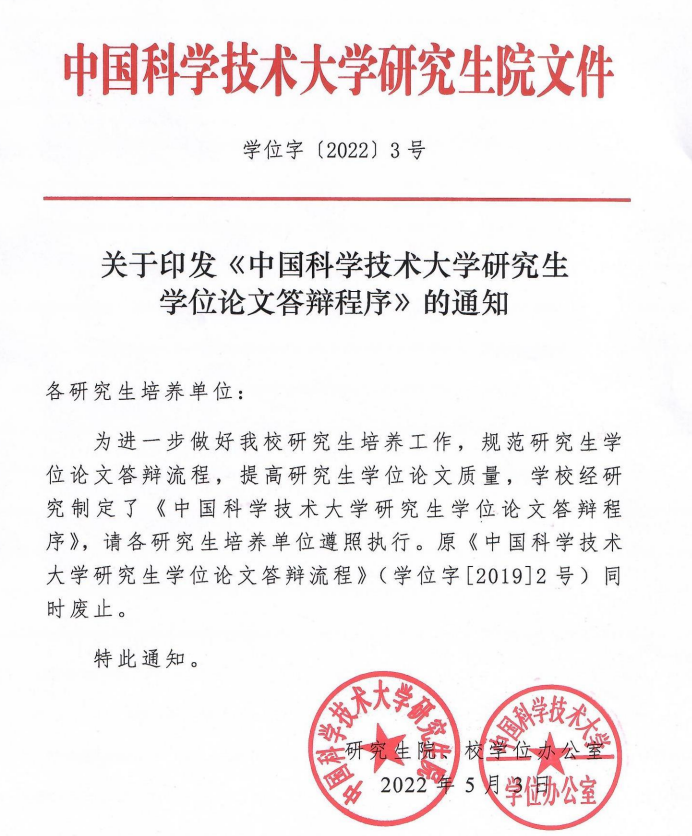 中国科学技术大学研究生院文件
学位字〔2022〕3 号
关于印发《中国科学技术大学研究生
学位论文答辩程序》的通知
各研究生培养单位：
为进一步做好我校研究生培养工作，规范研究生学
位论文答辩流程，提高研究生学位论文质量，学校经研
究制定了《中国科学技术大学研究生学位论文答辩程
序》，请各研究生培养单位遵照执行。原《中国科学技术
大学研究生学位论文答辩流程》（学位字[2019]2 号）同
时废止。
特此通知。
研究生院、校学位办公室
2022 年 5 月 3 日
中国科学技术大学研究生院
中国科学技术大学
学位办公室